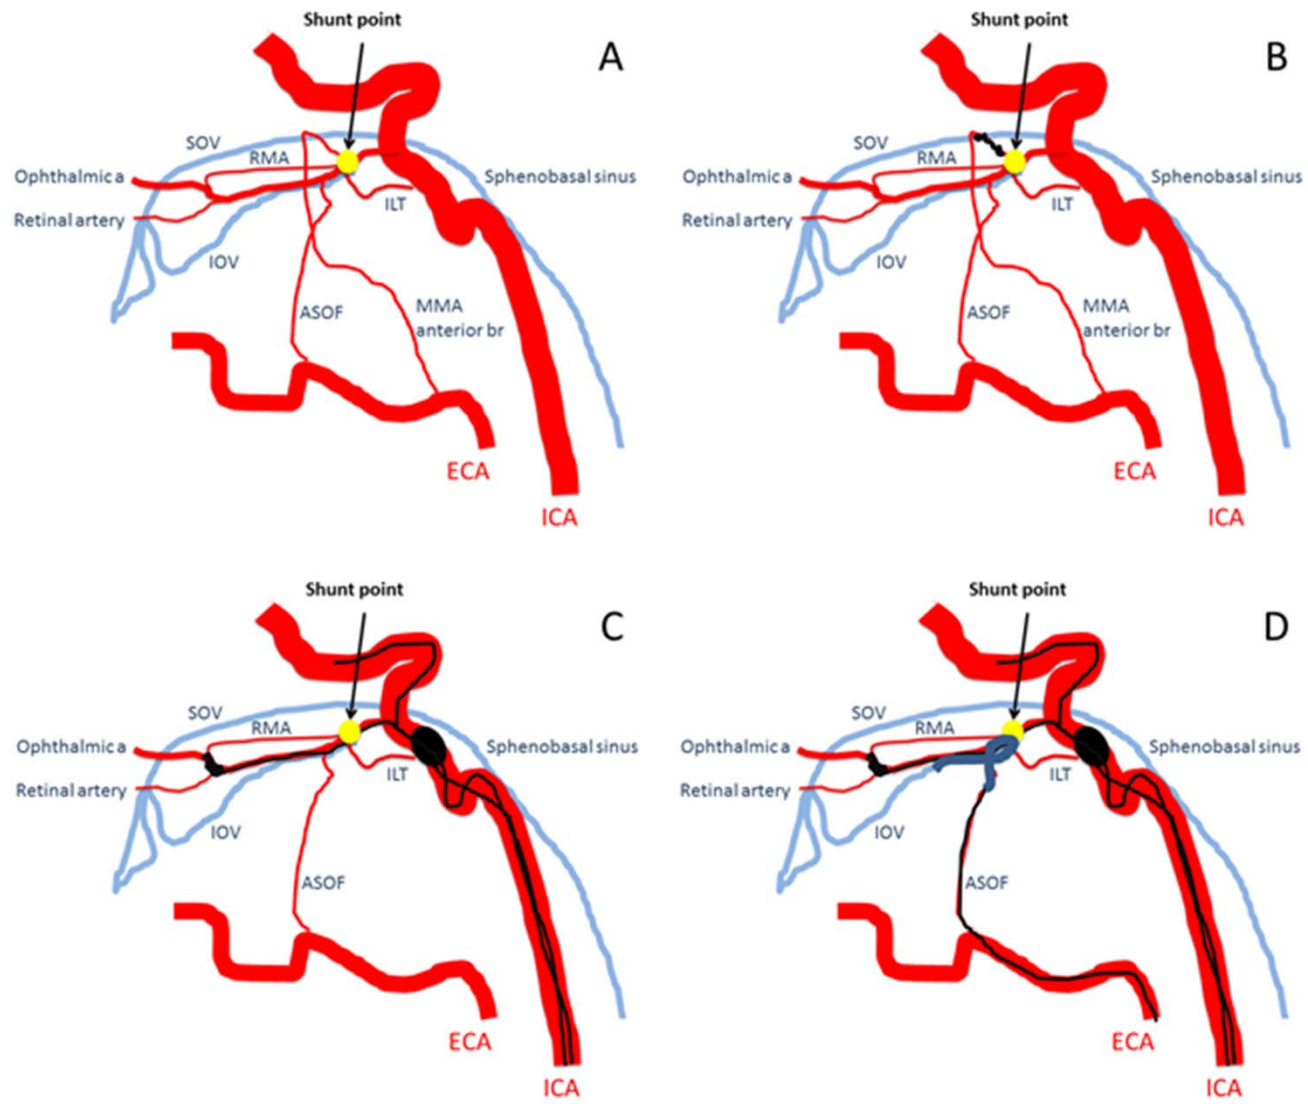 Shunt point
A
SOV
RMA
Ophthalmic a
Sphenobasal sinus
ILT
Retinal artery
IOV
ASOF
MMA
anterior br
ECA
ICA
Shunt point
B
SOV
RMA
Ophthalmic a
Sphenobasal sinus
ILT
Retinal artery
IOV
ASOF
MMA
anterior br
ECA
ICA
Shunt point
C
SOV
RMA
Ophthalmic a
Sphenobasal sinus
ILT
Retinal artery
IOV
ASOF
ECA
ICA
Shunt point
D
SOV
RMA
Ophthalmic a
Sphenobasal sinus
ILT
Retinal artery
IOV
ASOF
ECA
ICA